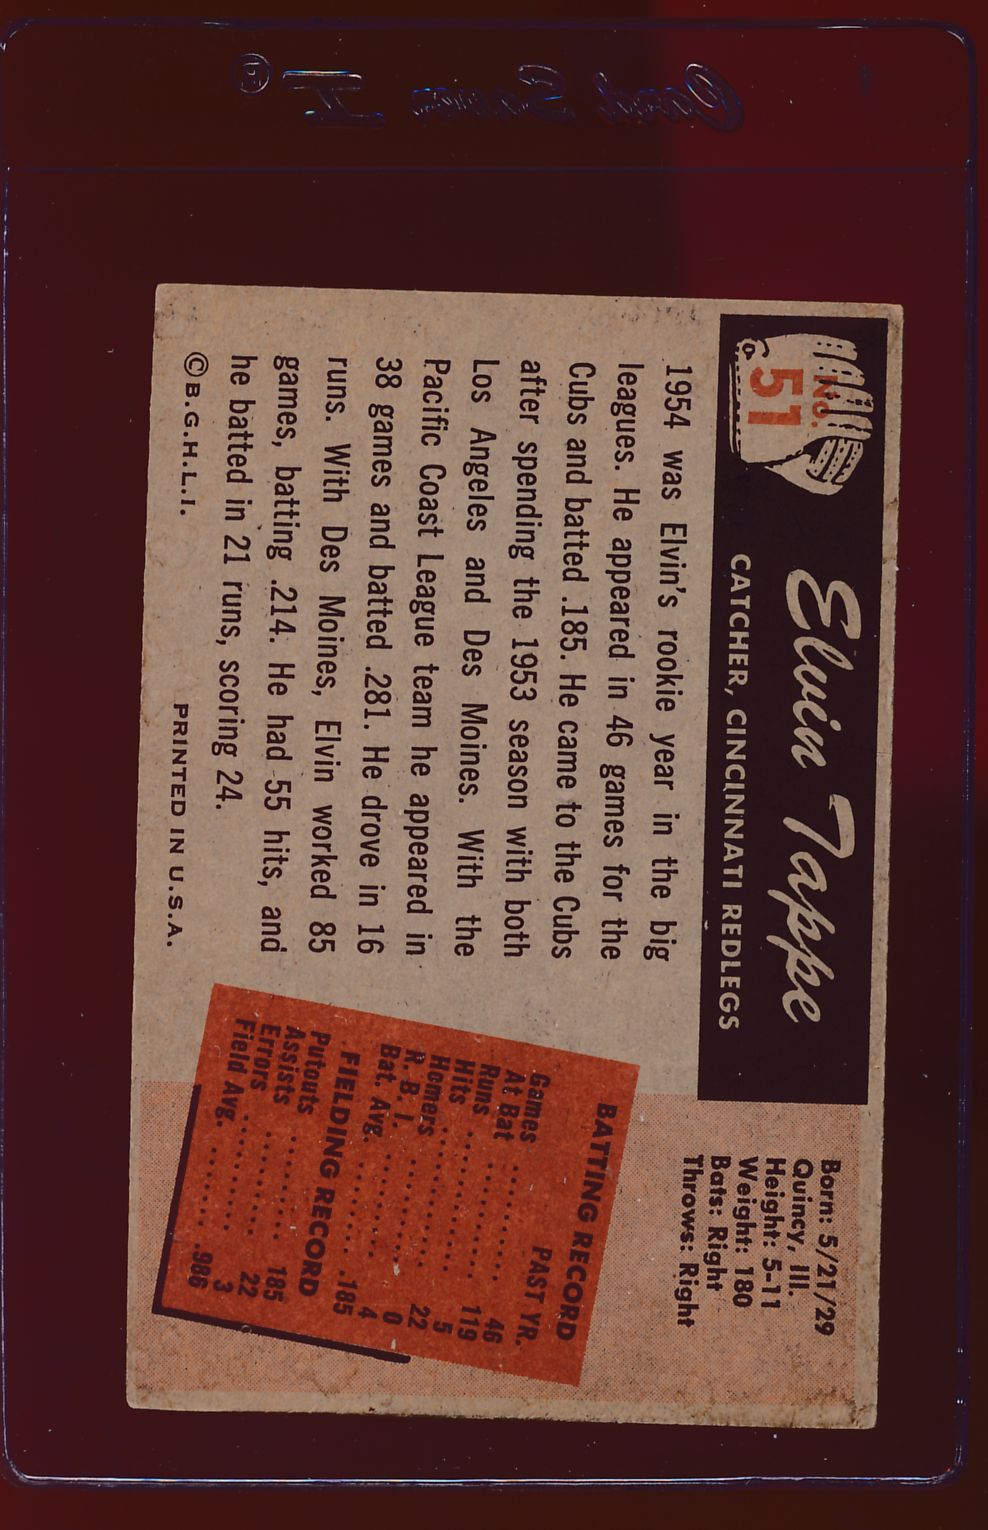 Card Saver I.®
No.
51
Elvin Tappe
CATCHER, CINCINNATI REDLEGS
1954 was Elvin's rookie year in the big
leagues. He appeared in 46 games for the
Cubs and batted .185. He came to the Cubs
after spending the 1953 season with both
Los Angeles and Des Moines. With the
Pacific Coast League team he appeared in
38 games and batted .281. He drove in 16
runs. With Des Moines, Elvin worked 85
games, batting .214. He had 55 hits, and
he batted in 21 runs, scoring 24.
©B.G.H.L.I.
PRINTED IN U.S.A.
Born: 5/21/29
Quincy, Ill.
Height: 5-11
Weight: 180
Bats: Right
Throws: Right
BATTING RECORD
PAST YR.
Games . . . . . . . . 46
At Bat . . . . . . . . 119
Runs . . . . . . . . 5
Hits . . . . . . . . 22
Homers . . . . . . . . 0
R. B. I. . . . . . . . . 4
Bat. Avg. . . . . . . . . .185
FIELDING RECORD
Putouts . . . . . . . . 185
Assists . . . . . . . . 22
Errors . . . . . . . . 3
Field Avg. . . . . . . . . .986